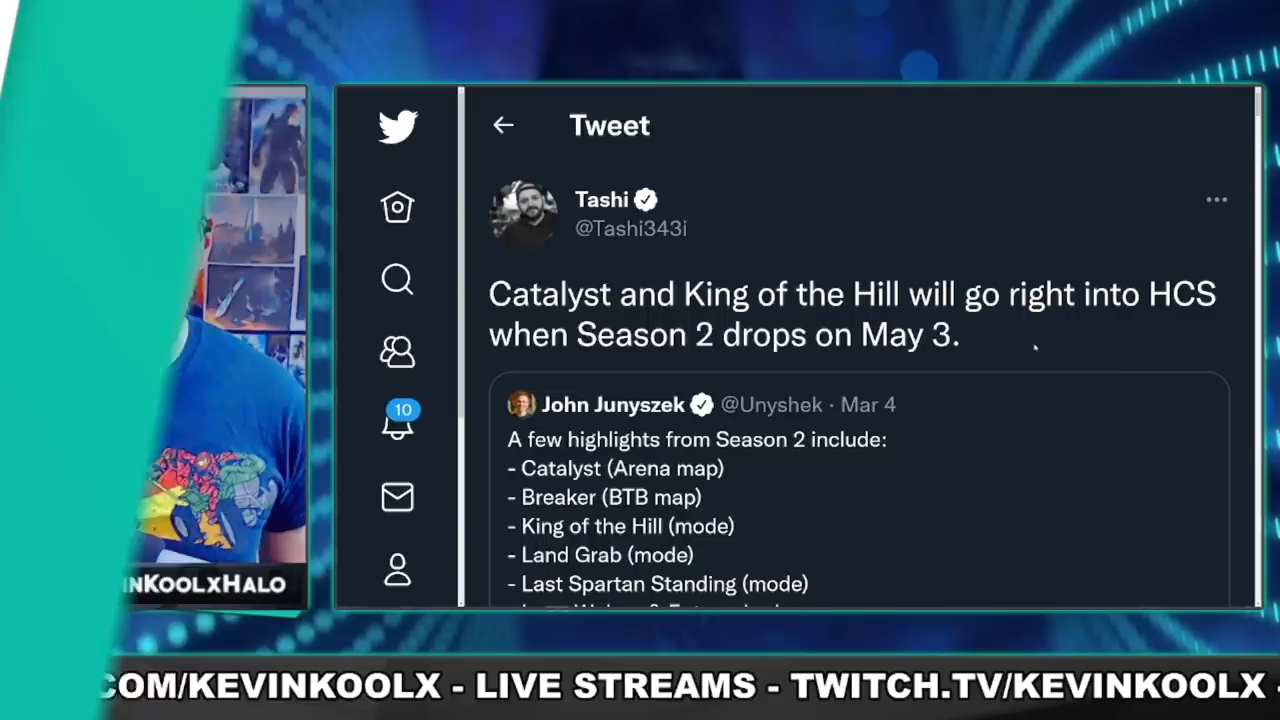 Tweet
Tashi
@Tashi343i
Catalyst and King of the Hill will go right into HCS
when Season 2 drops on May 3.
10
John Junyszek @Unyshek · Mar 4
A few highlights from Season 2 include:
- Catalyst (Arena map)
- Breaker (BTB map)
- King of the Hill (mode)
- Land Grab (mode)
- Last Spartan Standing (mode)
INKOOLXHALO
COM/KEVINKOOLX - LIVE STREAMS - TWITCH.TV/KEVINKOOLX -